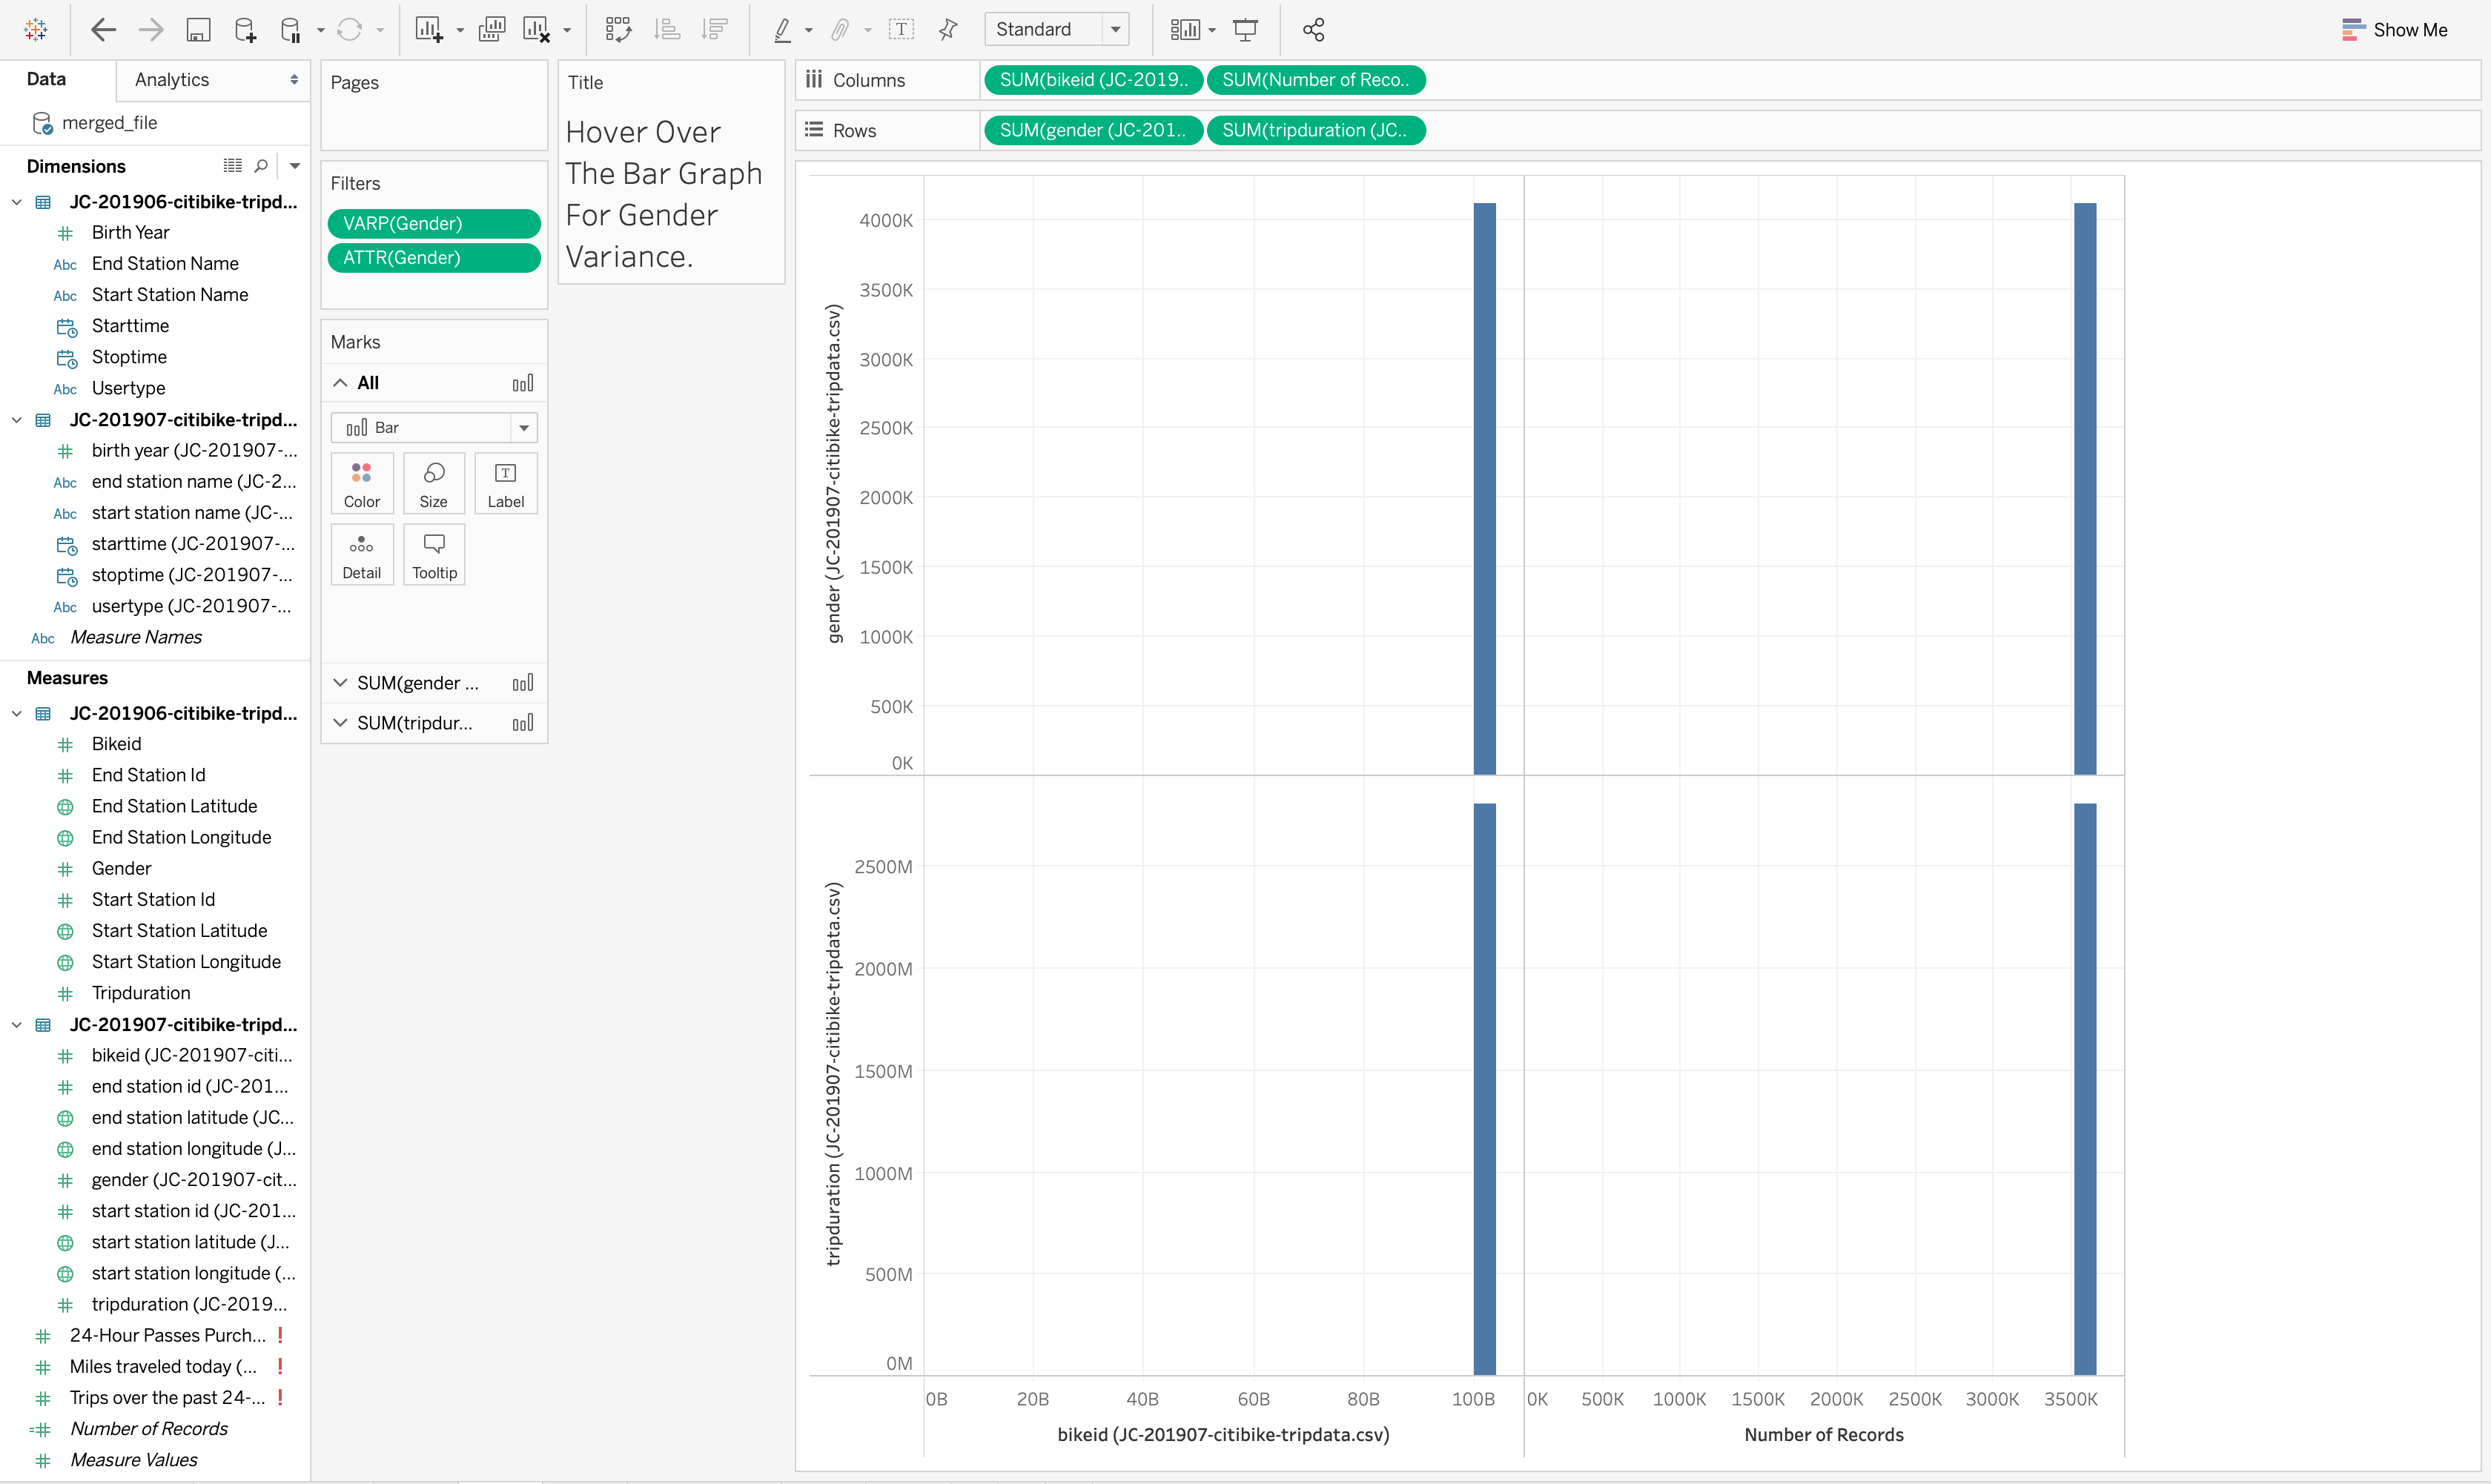 Standard
Show Me
Data
Analytics
merged_file
Dimensions
JC-201906-citibike-tripd...
# Birth Year
Abc End Station Name
Abc Start Station Name
Starttime
Stoptime
Abc Usertype
JC-201907-citibike-tripd...
# birth year (JC-201907-...
Abc end station name (JC-2...
Abc start station name (JC-...
starttime (JC-201907-...
stoptime (JC-201907-...
Abc usertype (JC-201907-...
Abc Measure Names
Measures
JC-201906-citibike-tripd...
# Bikeid
# End Station Id
End Station Latitude
End Station Longitude
# Gender
# Start Station Id
Start Station Latitude
Start Station Longitude
# Tripduration
JC-201907-citibike-tripd...
# bikeid (JC-201907-citi...
# end station id (JC-201...
end station latitude (JC...
end station longitude (J...
# gender (JC-201907-cit...
# start station id (JC-201...
start station latitude (J...
start station longitude (...
# tripduration (JC-2019...
# 24-Hour Passes Purch... !
# Miles traveled today (... !
# Trips over the past 24-... !
=# Number of Records
# Measure Values
Pages
Filters
VARP(Gender)
ATTR(Gender)
Marks
All
Bar
Color Size Label
Detail Tooltip
SUM(gender ...
SUM(tripdur...
Title
Hover Over
The Bar Graph
For Gender
Variance.
Columns SUM(bikeid (JC-2019.. SUM(Number of Reco..
Rows SUM(gender (JC-201.. SUM(tripduration (JC..
gender (JC-201907-citibike-tripdata.csv)
4000K
3500K
3000K
2500K
2000K
1500K
1000K
500K
0K
tripduration (JC-201907-citibike-tripdata.csv)
2500M
2000M
1500M
1000M
500M
0M
0B 20B 40B 60B 80B 100B
0K 500K 1000K 1500K 2000K 2500K 3000K 3500K
bikeid (JC-201907-citibike-tripdata.csv)
Number of Records